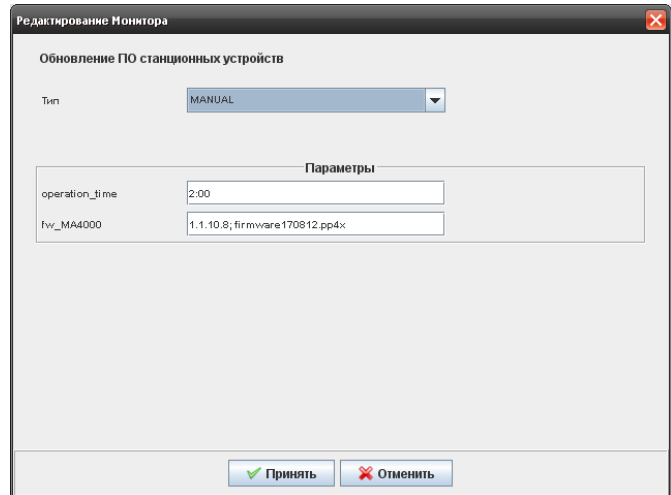 Редактирование Монитора
Обновление ПО станционных устройств
Тип MANUAL
Параметры
operation_time 2:00
fw_MA4000 1.1.10.8; firmware170812.pp4x
Принять Отменить